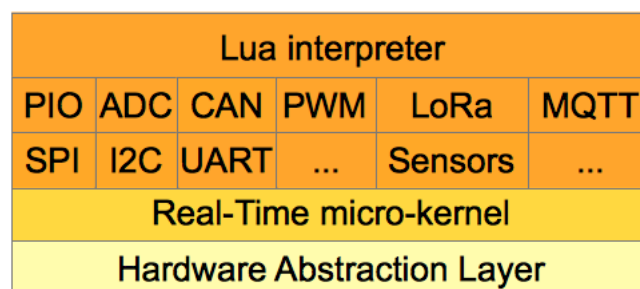 Lua interpreter
PIO ADC CAN PWM LoRa MQTT
SPI I2C UART ... Sensors ...
Real-Time micro-kernel
Hardware Abstraction Layer